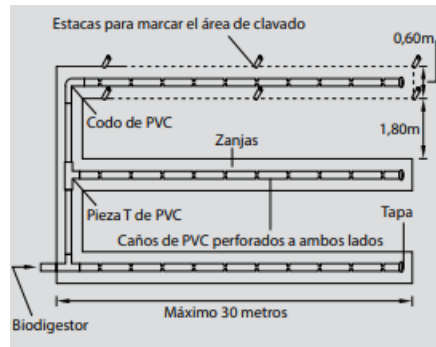 Estacas para marcar el área de clavado
0,60m
Codo de PVC
1,80m
Zanjas
Pieza T de PVC
Tapa
Caños de PVC perforados a ambos lados
Máximo 30 metros
Biodigestor